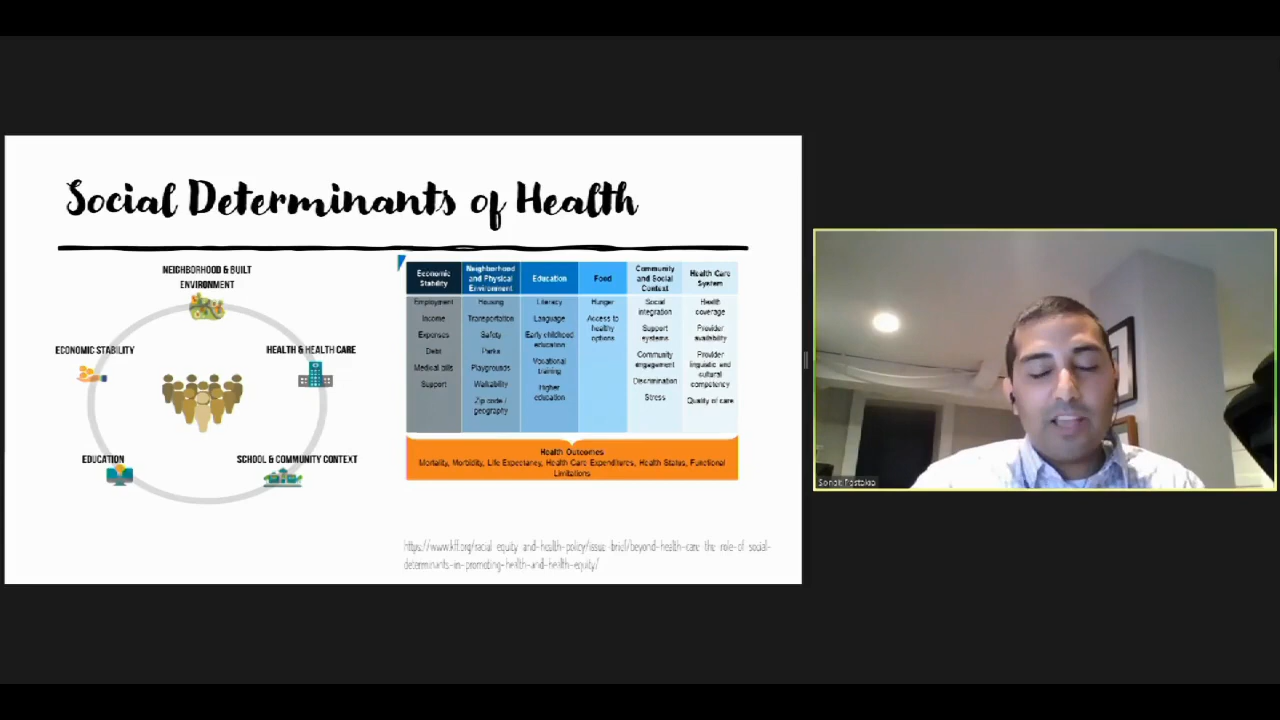 Social Determinants of Health
NEIGHBORHOOD & BUILT
ENVIRONMENT
ECONOMIC STABILITY
HEALTH & HEALTH CARE
EDUCATION
SCHOOL & COMMUNITY CONTEXT
Economic
Stability
Employment
Income
Expenses
Debt
Medical bills
Support
Neighborhood
and Physical
Environment
Housing
Transportation
Safety
Parks
Playgrounds
Walkability
Zip code /
geography
Education
Literacy
Language
Early childhood
education
Vocational
training
Higher
education
Food
Hunger
Access to
healthy
options
Community
and Social
Context
Social
integration
Support
systems
Community
engagement
Discrimination
Stress
Health Care
System
Health
coverage
Provider
availability
Provider
linguistic and
cultural
competency
Quality of care
Health Outcomes
Mortality, Morbidity, Life Expectancy, Health Care Expenditures, Health Status, Functional
Limitations
https://www.kff.org/racial-equity-and-health-policy/issue-brief/beyond-health-care-the-role-of-social-
determinants-in-promoting-health-and-health-equity/